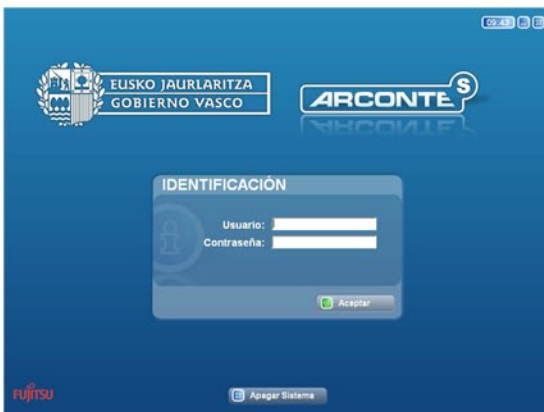 09:43
EUSKO JAURLARITZA
GOBIERNO VASCO
ARCONTE S
IDENTIFICACIÓN
Usuario:
Contraseña:
Aceptar
FUJITSU
Apagar Sistema